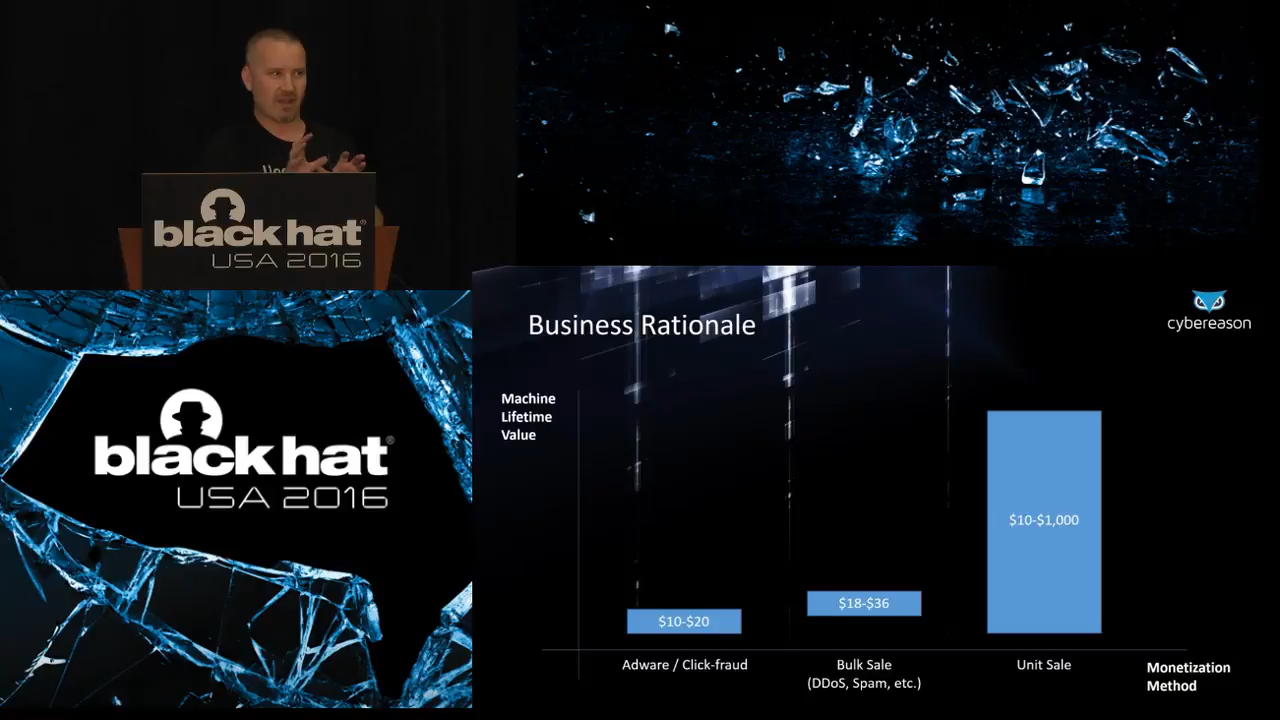 Up
black hat®
USA 2016
black hat®
USA 2016
Business Rationale
cybereason
Machine
Lifetime
Value
$10-$1,000
$18-$36
$10-$20
Adware / Click-fraud
Bulk Sale
(DDoS, Spam, etc.)
Unit Sale
Monetization
Method